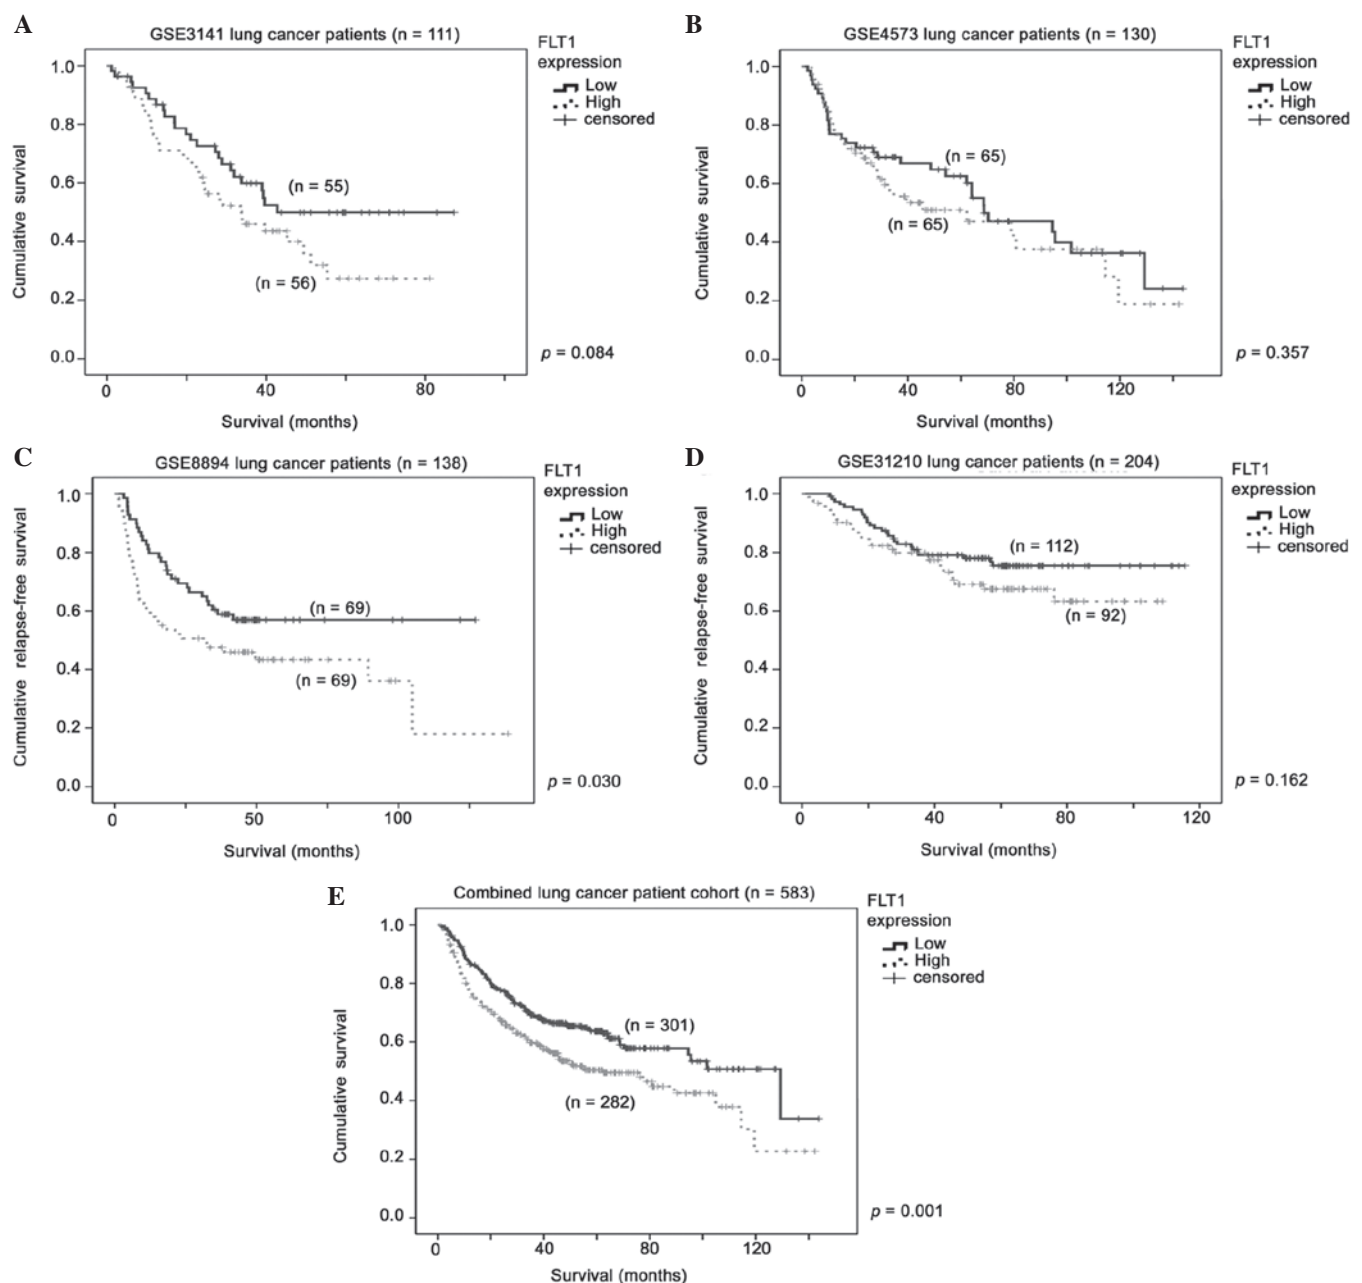 A
GSE3141 lung cancer patients (n = 111)
FLT1
expression
Low
High
censored
1.0
0.8
0.6
0.4
0.2
0.0
Cumulative survival
(n = 55)
(n = 56)
p = 0.084
0 40 80
Survival (months)
B
GSE4573 lung cancer patients (n = 130)
FLT1
expression
Low
High
censored
1.0
0.8
0.6
0.4
0.2
0.0
Cumulative survival
(n = 65)
(n = 65)
p = 0.357
0 40 80 120
Survival (months)
C
GSE8894 lung cancer patients (n = 138)
FLT1
expression
Low
High
censored
1.0
0.8
0.6
0.4
0.2
0.0
Cumulative relapse-free survival
(n = 69)
(n = 69)
p = 0.030
0 50 100
Survival (months)
D
GSE31210 lung cancer patients (n = 204)
FLT1
expression
Low
High
censored
1.0
0.8
0.6
0.4
0.2
0.0
Cumulative relapse-free survival
(n = 112)
(n = 92)
p = 0.162
0 40 80 120
Survival (months)
E
Combined lung cancer patient cohort (n = 583)
FLT1
expression
Low
High
censored
1.0
0.8
0.6
0.4
0.2
0.0
Cumulative survival
(n = 301)
(n = 282)
p = 0.001
0 40 80 120
Survival (months)